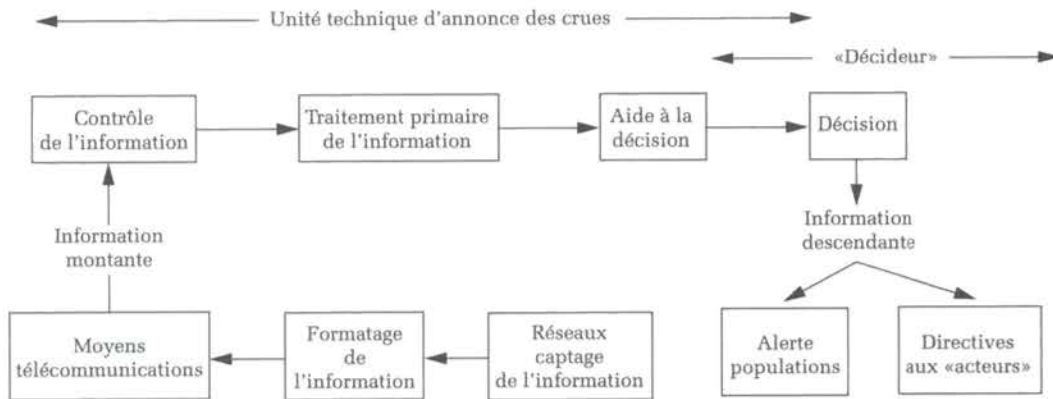 Unité technique d'annonce des crues
«Décideur»
Contrôle
de l'information
Traitement primaire
de l'information
Aide à la
décision
Décision
Information
montante
Information
descendante
Moyens
télécommunications
Formatage
de
l'information
Réseaux
captage
de l'information
Alerte
populations
Directives
aux «acteurs»